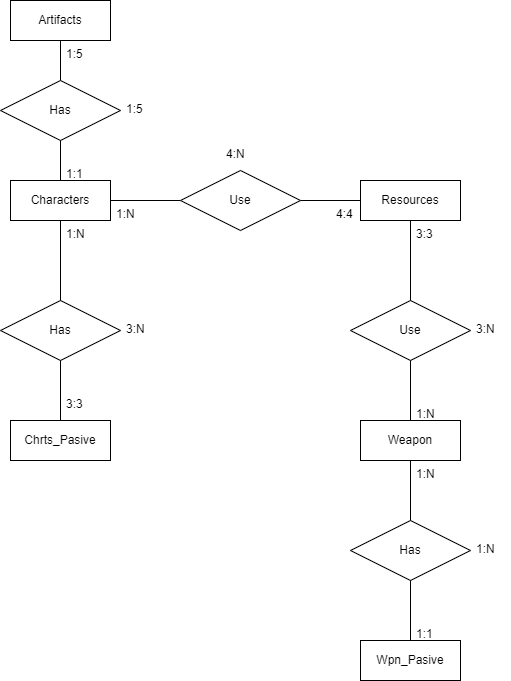 Artifacts
1:5
Has
1:5
1:1
Characters
1:N
4:N
Use
4:4
Resources
1:N
3:3
Has
3:N
Use
3:N
3:3
1:N
Chrts_Pasive
Weapon
1:N
Has
1:N
1:1
Wpn_Pasive